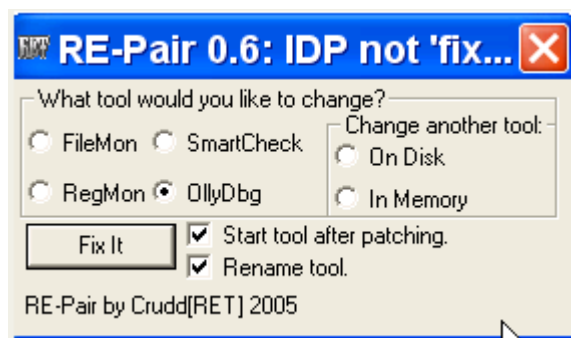 RET RE-Pair 0.6: IDP not 'fix...
What tool would you like to change?
Change another tool:
FileMon SmartCheck
On Disk
RegMon OllyDbg
In Memory
Fix It
Start tool after patching.
Rename tool.
RE-Pair by Crudd[RET] 2005